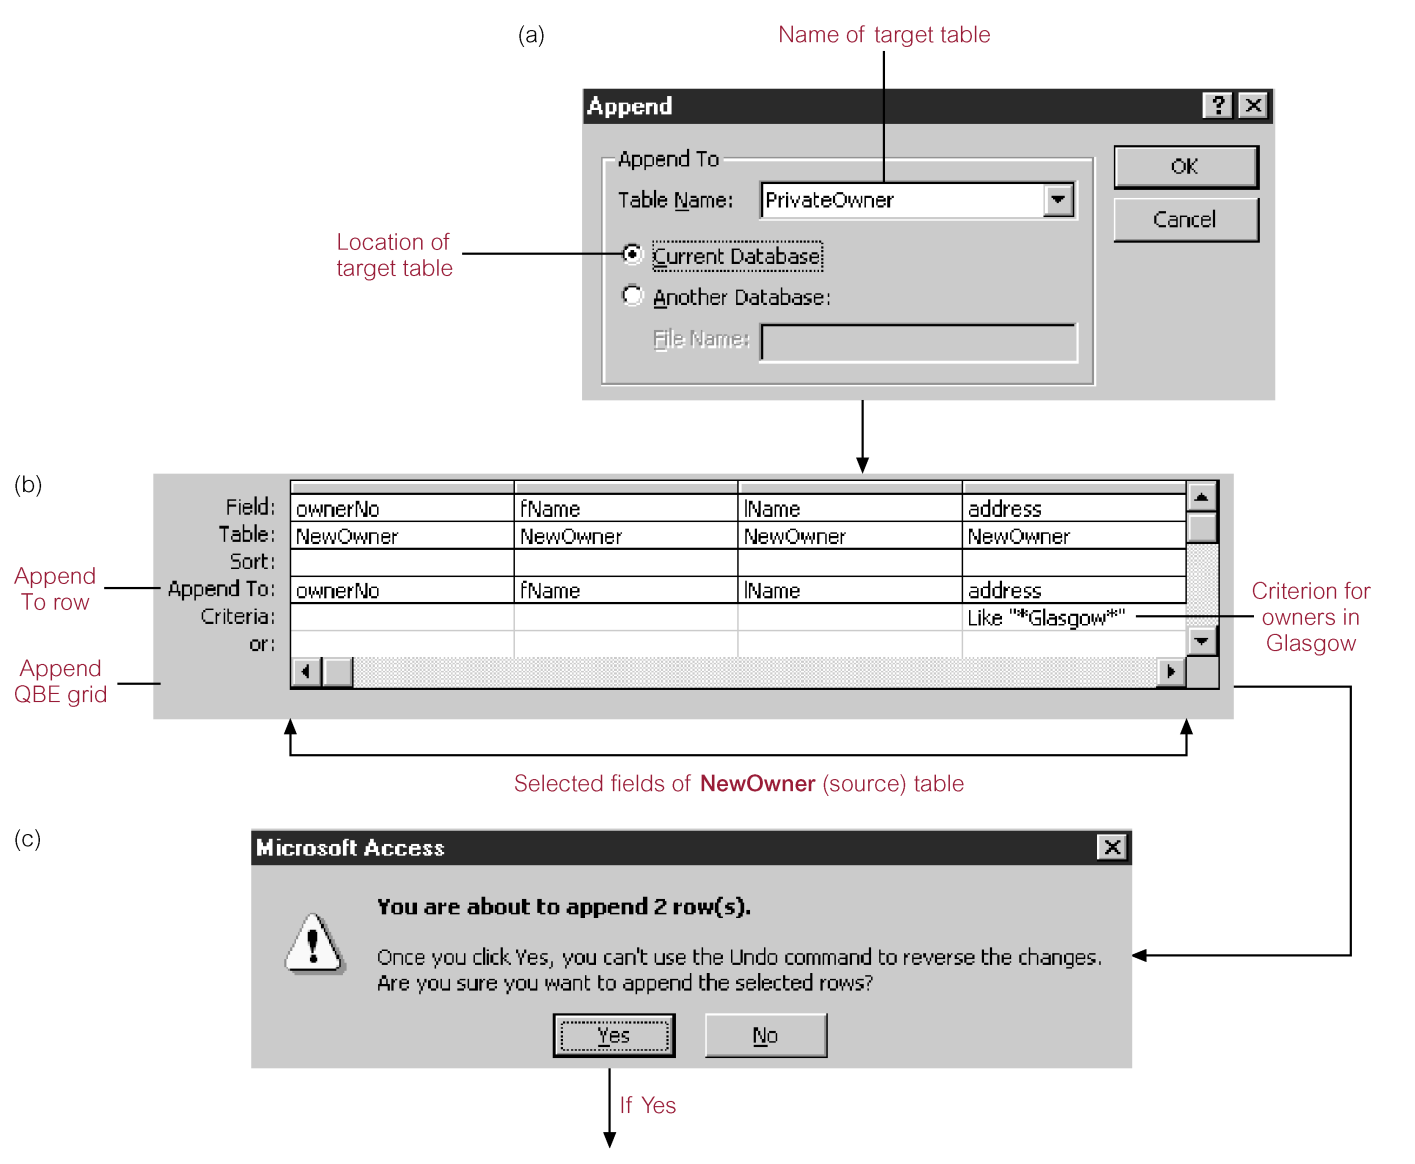 (a)
Name of target table
Append
Append To
Table Name: PrivateOwner
OK
Cancel
Location of
target table
Current Database
Another Database:
File Name:
(b)
Field: ownerNo fName lName address
Table: NewOwner NewOwner NewOwner NewOwner
Sort:
Append To: ownerNo fName lName address
Criteria: Like "*Glasgow*"
or:
Append
To row
Append
QBE grid
Criterion for
owners in
Glasgow
Selected fields of NewOwner (source) table
(c)
Microsoft Access
You are about to append 2 row(s).
Once you click Yes, you can't use the Undo command to reverse the changes.
Are you sure you want to append the selected rows?
Yes No
If Yes